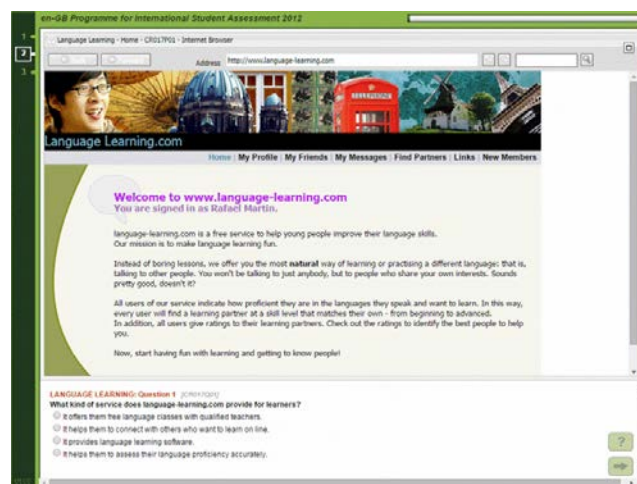 en-GB Programme for International Student Assessment 2012
1
2
3
Language Learning - Home - CR017P01 - Internet Browser
Address http://www.language-learning.com
TELEPHONE
Language Learning.com
Home | My Profile | My Friends | My Messages | Find Partners | Links | New Members
Welcome to www.language-learning.com
You are signed in as Rafael Martin.
language-learning.com is a free service to help young people improve their language skills.
Our mission is to make language learning fun.
Instead of boring lessons, we offer you the most natural way of learning or practising a different language: that is,
talking to other people. You won't be talking to just anybody, but to people who share your own interests. Sounds
pretty good, doesn't it?
All users of our service indicate how proficient they are in the languages they speak and want to learn. In this way,
every user will find a learning partner at a skill level that matches their own - from beginning to advanced.
In addition, all users give ratings to their learning partners. Check out the ratings to identify the best people to help
you.
Now, start having fun with learning and getting to know people!
LANGUAGE LEARNING: Question 1 [CR017Q01]
What kind of service does language-learning.com provide for learners?
It offers them free language classes with qualified teachers.
It helps them to connect with others who want to learn on line.
It provides language learning software.
It helps them to assess their language proficiency accurately.
?